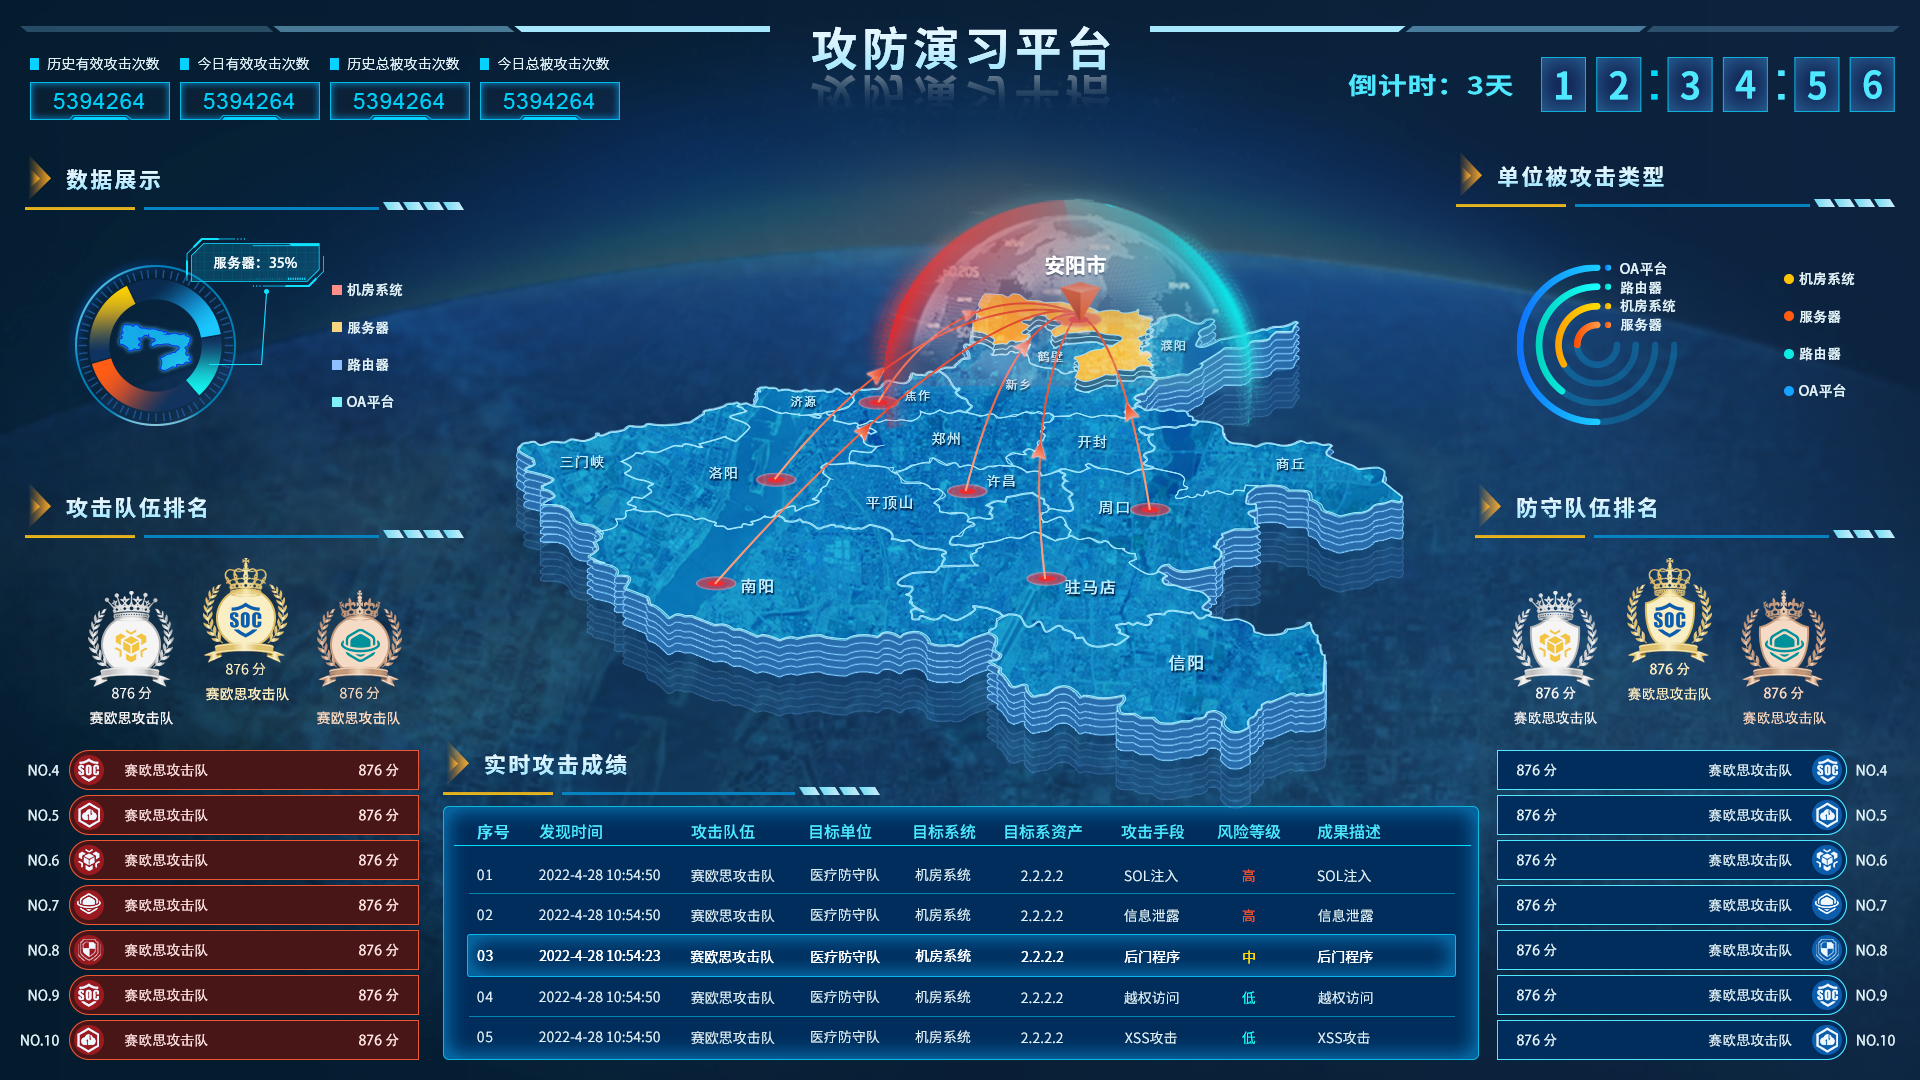 攻防演习平台
历史有效攻击次数 今日有效攻击次数 历史总被攻击次数 今日总被攻击次数
5394264 5394264 5394264 5394264
倒计时：3天 1 2 : 3 4 : 5 6
数据展示
服务器：35%
机房系统
服务器
路由器
OA平台
单位被攻击类型
OA平台
路由器
机房系统
服务器
机房系统
服务器
路由器
OA平台
安阳市
鹤壁
濮阳
新乡
焦作
济源
郑州
开封
三门峡
洛阳
商丘
许昌
平顶山
周口
南阳
驻马店
信阳
攻击队伍排名
SOC
876 分
赛欧思攻击队
876 分
赛欧思攻击队
876 分
赛欧思攻击队
NO.4 SOC 赛欧思攻击队 876 分
NO.5 赛欧思攻击队 876 分
NO.6 赛欧思攻击队 876 分
NO.7 赛欧思攻击队 876 分
NO.8 赛欧思攻击队 876 分
NO.9 SOC 赛欧思攻击队 876 分
NO.10 赛欧思攻击队 876 分
防守队伍排名
SOC
876 分
赛欧思攻击队
876 分
赛欧思攻击队
876 分
赛欧思攻击队
876 分 赛欧思攻击队 SOC NO.4
876 分 赛欧思攻击队 NO.5
876 分 赛欧思攻击队 NO.6
876 分 赛欧思攻击队 NO.7
876 分 赛欧思攻击队 NO.8
876 分 赛欧思攻击队 SOC NO.9
876 分 赛欧思攻击队 NO.10
实时攻击成绩
序号 发现时间 攻击队伍 目标单位 目标系统 目标系资产 攻击手段 风险等级 成果描述
01 2022-4-28 10:54:50 赛欧思攻击队 医疗防守队 机房系统 2.2.2.2 SOL注入 高 SOL注入
02 2022-4-28 10:54:50 赛欧思攻击队 医疗防守队 机房系统 2.2.2.2 信息泄露 高 信息泄露
03 2022-4-28 10:54:23 赛欧思攻击队 医疗防守队 机房系统 2.2.2.2 后门程序 中 后门程序
04 2022-4-28 10:54:50 赛欧思攻击队 医疗防守队 机房系统 2.2.2.2 越权访问 低 越权访问
05 2022-4-28 10:54:50 赛欧思攻击队 医疗防守队 机房系统 2.2.2.2 XSS攻击 低 XSS攻击